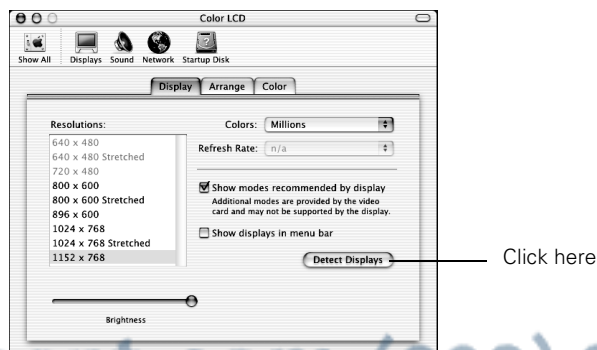 Color LCD
Show All Displays Sound Network Startup Disk
Display Arrange Color
Resolutions:
640 x 480
640 x 480 Stretched
720 x 480
800 x 600
800 x 600 Stretched
896 x 600
1024 x 768
1024 x 768 Stretched
1152 x 768
Colors: Millions
Refresh Rate: n/a
Show modes recommended by display
Additional modes are provided by the video
card and may not be supported by the display.
Show displays in menu bar
Detect Displays
Click here
Brightness